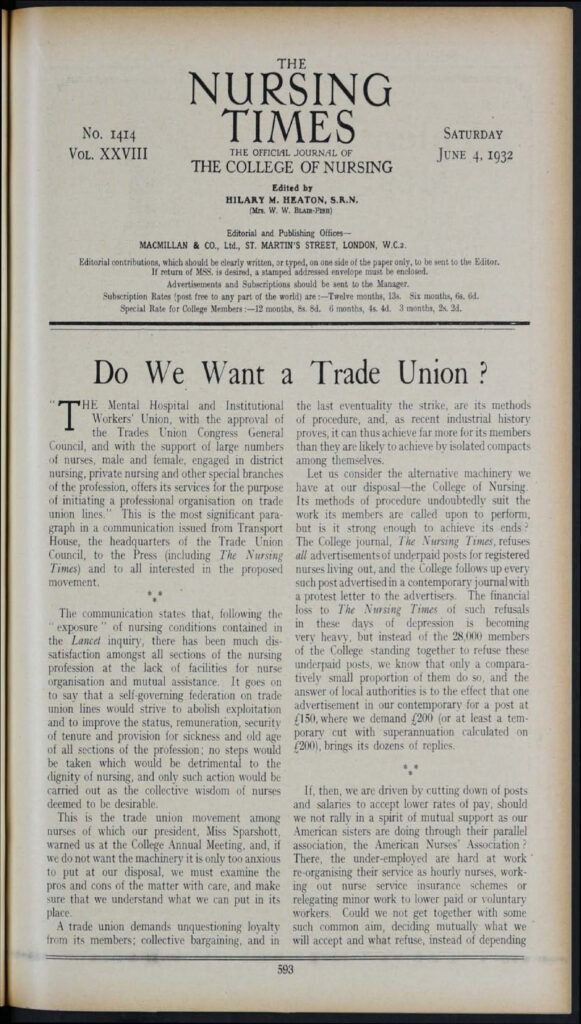 THE
NURSING
TIMES
No. 1414
Vol. XXVIII
THE OFFICIAL JOURNAL OF
THE COLLEGE OF NURSING
Saturday
June 4, 1932
Edited by
HILARY M. HEATON, S.R.N.
(Mrs. W. W. Blair-Fish)
Editorial and Publishing Offices—
MACMILLAN & CO., Ltd., ST. MARTIN'S STREET, LONDON, W.C.2.
Editorial contributions, which should be clearly written, or typed, on one side of the paper only, to be sent to the Editor.
If return of MSS. is desired, a stamped addressed envelope must be enclosed.
Advertisements and Subscriptions should be sent to the Manager.
Subscription Rates (post free to any part of the world) are :—Twelve months, 13s. Six months, 6s. 6d.
Special Rate for College Members :—12 months, 8s. 8d. 6 months, 4s. 4d. 3 months, 2s. 2d.
Do We Want a Trade Union ?
"THE Mental Hospital and Institutional
Workers' Union, with the approval of
the Trades Union Congress General
Council, and with the support of large numbers
of nurses, male and female, engaged in district
nursing, private nursing and other special branches
of the profession, offers its services for the purpose
of initiating a professional organisation on trade
union lines." This is the most significant para-
graph in a communication issued from Transport
House, the headquarters of the Trade Union
Council, to the Press (including The Nursing
Times) and to all interested in the proposed
movement.
* * *
The communication states that, following the
"exposure" of nursing conditions contained in
the Lancet inquiry, there has been much dis-
satisfaction amongst all sections of the nursing
profession at the lack of facilities for nurse
organisation and mutual assistance. It goes on
to say that a self-governing federation on trade
union lines would strive to abolish exploitation
and to improve the status, remuneration, security
of tenure and provision for sickness and old age
of all sections of the profession; no steps would
be taken which would be detrimental to the
dignity of nursing, and only such action would be
carried out as the collective wisdom of nurses
deemed to be desirable.
This is the trade union movement among
nurses of which our president, Miss Sparshott,
warned us at the College Annual Meeting, and, if
we do not want the machinery it is only too anxious
to put at our disposal, we must examine the
pros and cons of the matter with care, and make
sure that we understand what we can put in its
place.
A trade union demands unquestioning loyalty
from its members; collective bargaining, and in
the last eventuality the strike, are its methods
of procedure, and, as recent industrial history
proves, it can thus achieve far more for its members
than they are likely to achieve by isolated compacts
among themselves.
Let us consider the alternative machinery we
have at our disposal—the College of Nursing.
Its methods of procedure undoubtedly suit the
work its members are called upon to perform,
but is it strong enough to achieve its ends?
The College journal, The Nursing Times, refuses
all advertisements of underpaid posts for registered
nurses living out, and the College follows up every
such post advertised in a contemporary journal with
a protest letter to the advertisers. The financial
loss to The Nursing Times of such refusals
in these days of depression is becoming
very heavy, but instead of the 28,000 members
of the College standing together to refuse these
underpaid posts, we know that only a compara-
tively small proportion of them do so, and the
answer of local authorities is to the effect that one
advertisement in our contemporary for a post at
£150, where we demand £200 (or at least a tem-
porary cut with superannuation calculated on
£200), brings its dozens of replies.
* * *
If, then, we are driven by cutting down of posts
and salaries to accept lower rates of pay, should
we not rally in a spirit of mutual support as our
American sisters are doing through their parallel
association, the American Nurses' Association?
There, the under-employed are hard at work
re-organising their service as hourly nurses, work-
ing out nurse service insurance schemes or
relegating minor work to lower paid or voluntary
workers. Could we not get together with some
such common aim, deciding mutually what we
will accept and what refuse, instead of depending
593